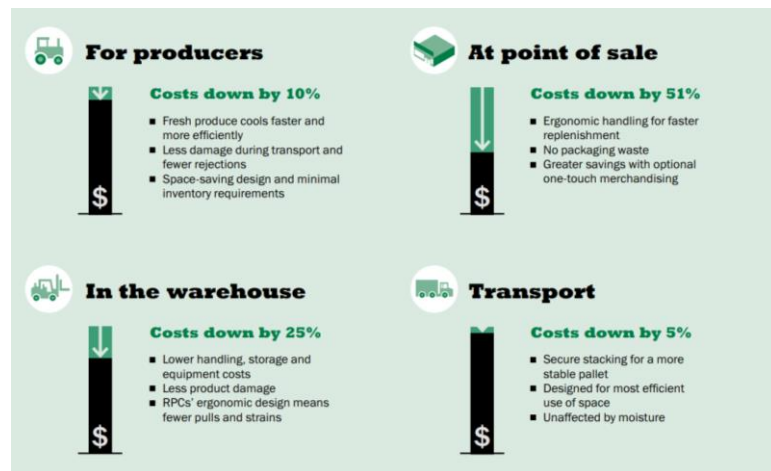 For producers
Costs down by 10%
■ Fresh produce cools faster and
more efficiently
■ Less damage during transport and
fewer rejections
■ Space-saving design and minimal
inventory requirements
$
At point of sale
Costs down by 51%
■ Ergonomic handling for faster
replenishment
■ No packaging waste
■ Greater savings with optional
one-touch merchandising
$
In the warehouse
Costs down by 25%
■ Lower handling, storage and
equipment costs
■ Less product damage
■ RPCs’ ergonomic design means
fewer pulls and strains
$
Transport
Costs down by 5%
■ Secure stacking for a more
stable pallet
■ Designed for most efficient
use of space
■ Unaffected by moisture
$